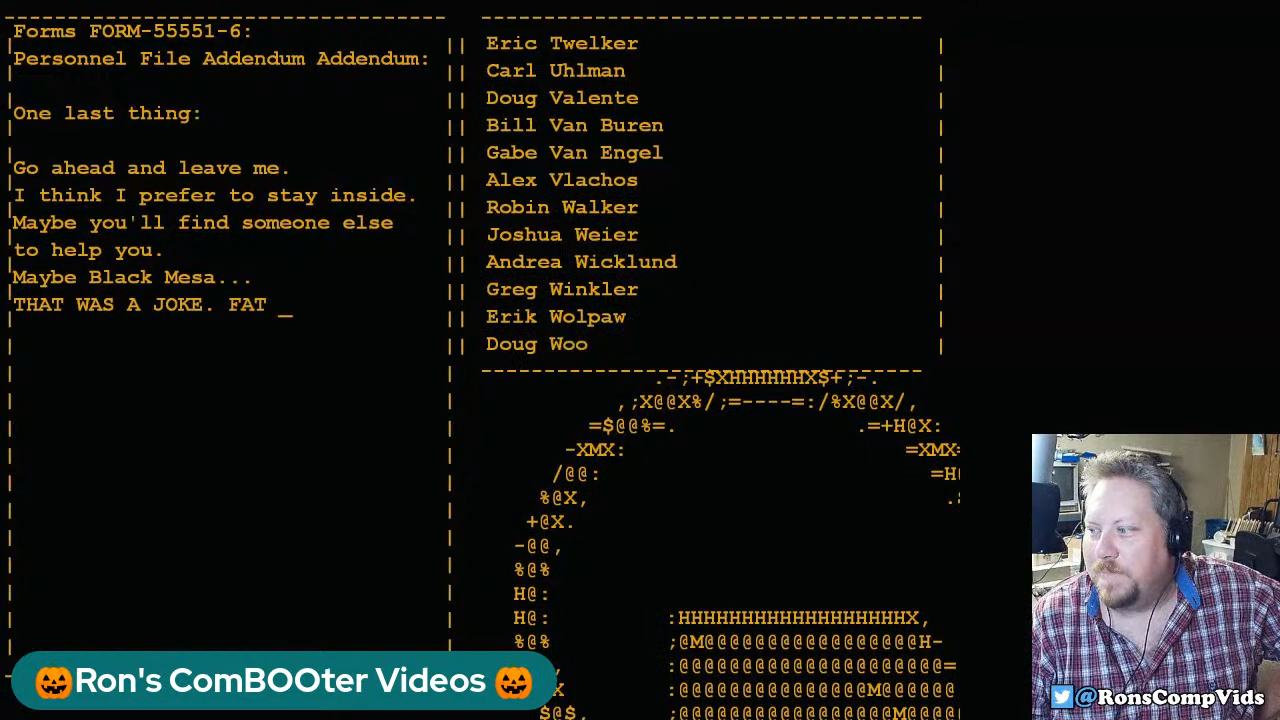 Forms FORM-55551-6:
Personnel File Addendum Addendum:
One last thing:
Go ahead and leave me.
I think I prefer to stay inside.
Maybe you'll find someone else
to help you.
Maybe Black Mesa...
THAT WAS A JOKE. FAT _
Eric Twelker
Carl Uhlman
Doug Valente
Bill Van Buren
Gabe Van Engel
Alex Vlachos
Robin Walker
Joshua Weier
Andrea Wicklund
Greg Winkler
Erik Wolpaw
Doug Woo
🎃Ron's ComBOOter Videos 🎃
@RonsCompVids